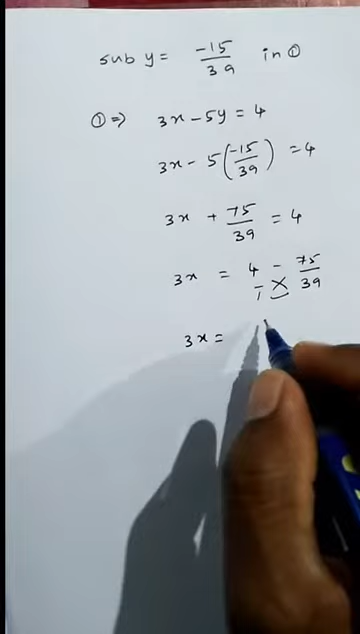 sub y = -15/39 in ①
① ⇒ 3x - 5y = 4
3x - 5(-15/39) = 4
3x + 75/39 = 4
3x = 4/1 - 75/39
3x =